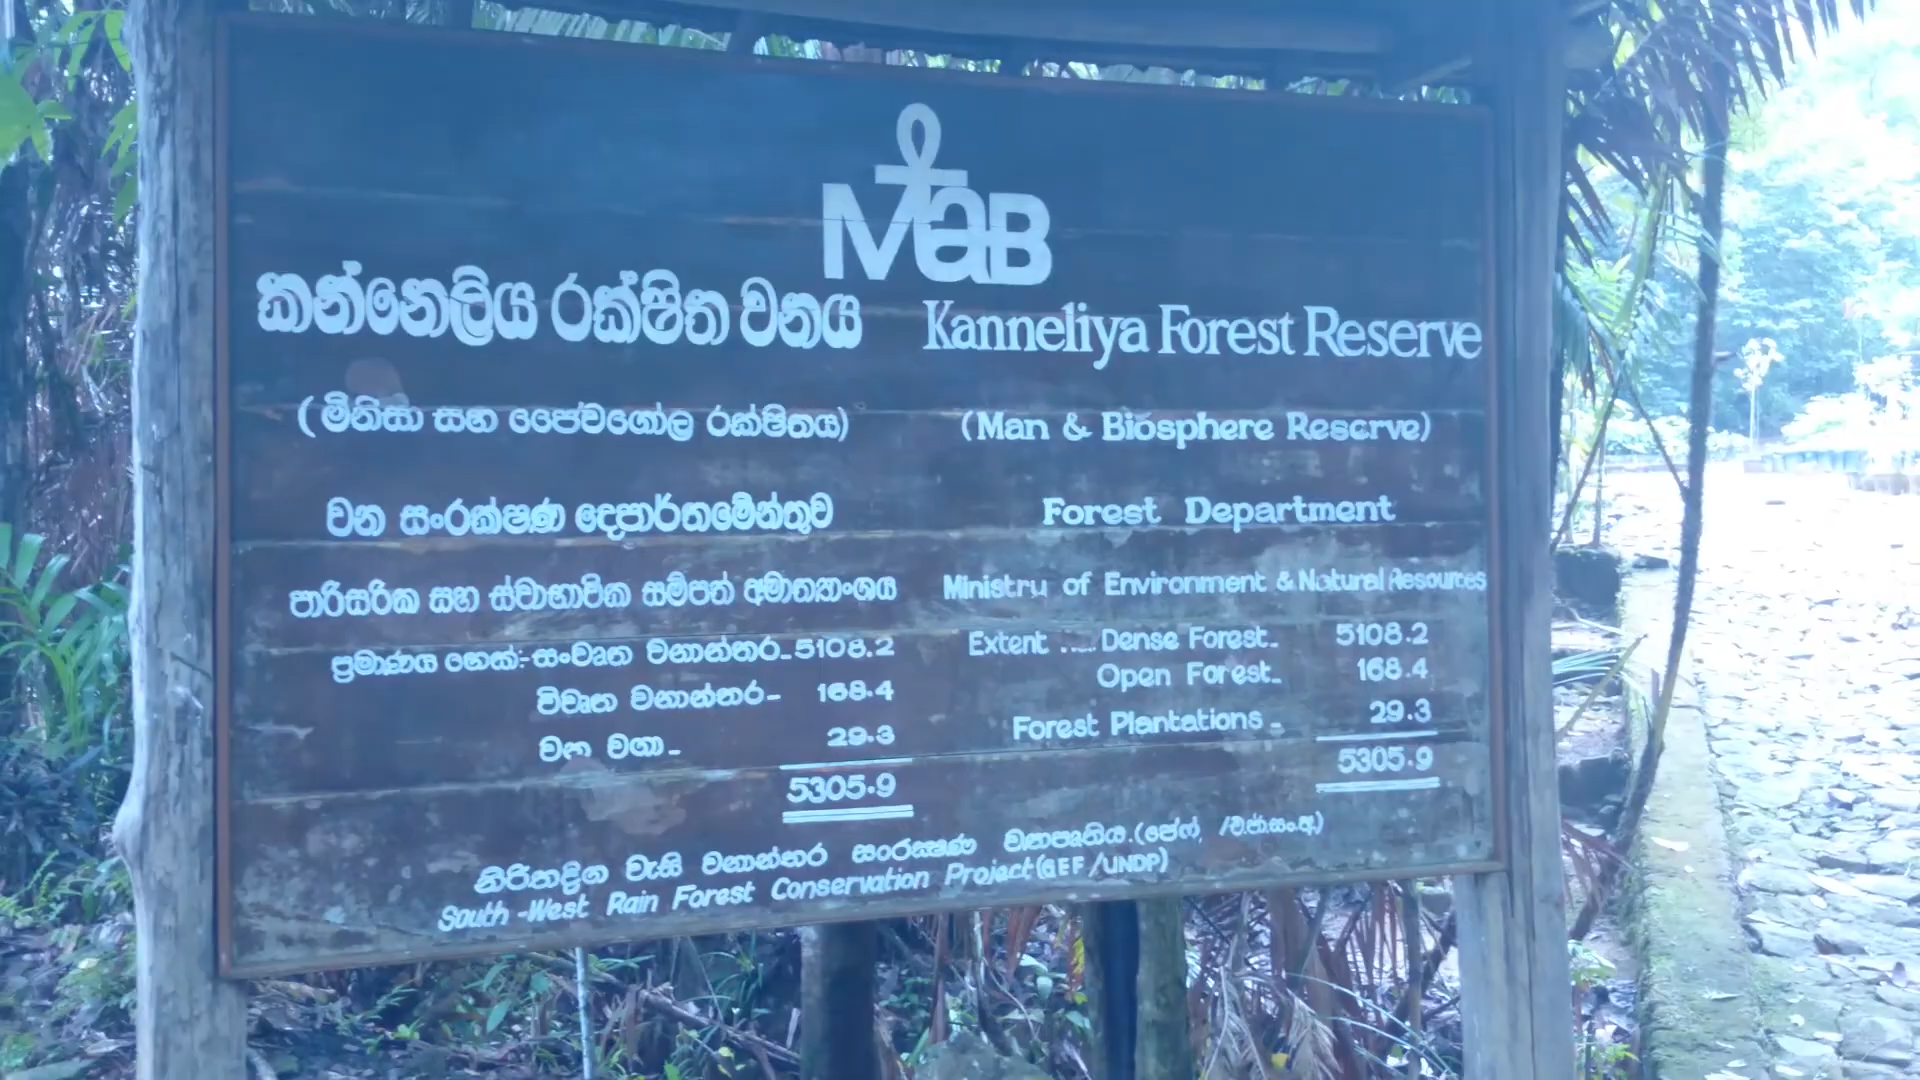 MaB
කන්නෙලිය රක්ෂිත වනය
Kanneliya Forest Reserve
(මිනිසා සහ ජෛවගෝල රක්ෂිතය)
(Man & Biosphere Reserve)
වන සංරක්ෂණ දෙපාර්තමේන්තුව
Forest Department
පාරිසරික සහ ස්වාභාවික සම්පත් අමාත්‍යාංශය
Ministry of Environment & Natural Resources
ප්‍රමාණය හෙක්:-සංවෘත වනාන්තර-5108.2
Extent Dense Forest- 5108.2
විවෘත වනාන්තර- 168.4
Open Forest- 168.4
වන වගා- 29.3
Forest Plantations - 29.3
5305.9
5305.9
නිරිතදිග වැසි වනාන්තර සංරක්ෂණ ව්‍යාපෘතිය.
South-West Rain Forest Conservation Project (GEF/UNDP)